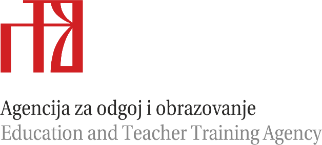 Agencija za odgoj i obrazovanje
Education and Teacher Training Agency